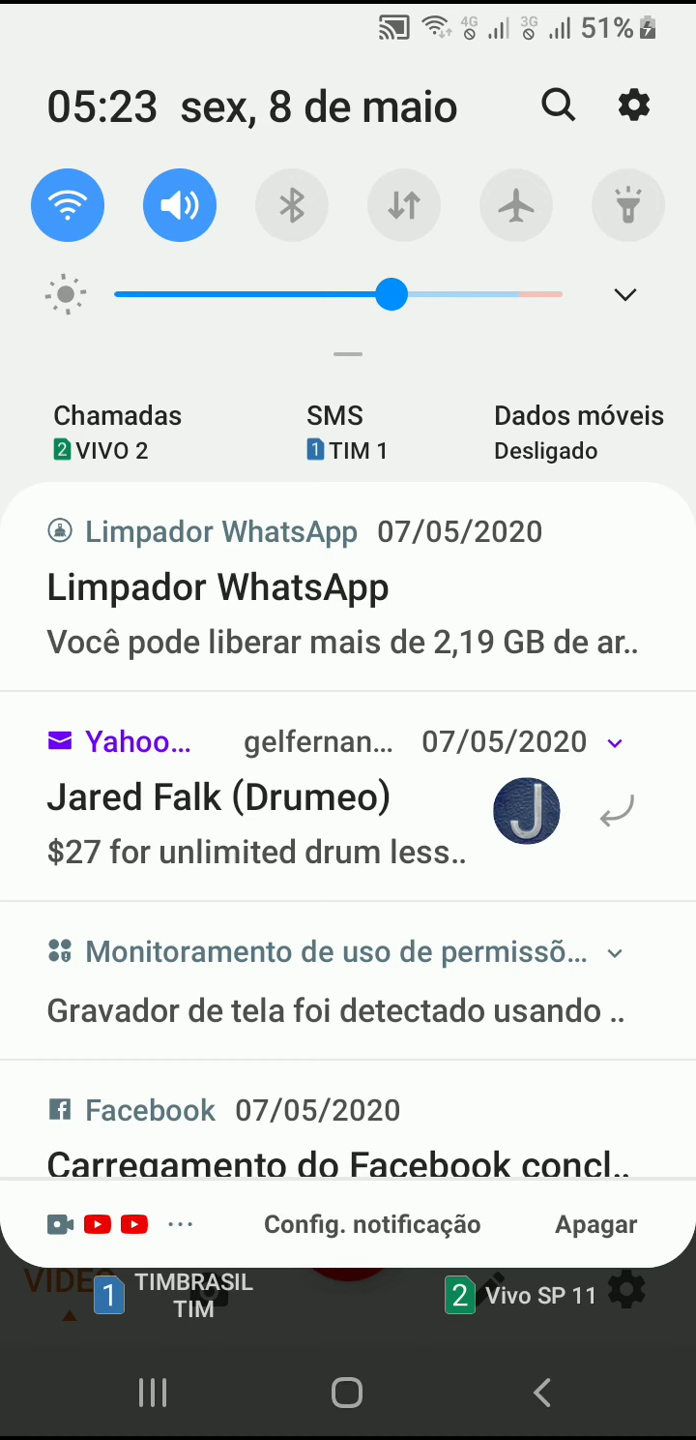 4G 3G 51%
05:23 sex, 8 de maio
Chamadas SMS Dados móveis
2 VIVO 2 1 TIM 1 Desligado
Limpador WhatsApp 07/05/2020
Limpador WhatsApp
Você pode liberar mais de 2,19 GB de ar..
Yahoo... gelfernan... 07/05/2020
Jared Falk (Drumeo)
J
$27 for unlimited drum less..
Monitoramento de uso de permissõ...
Gravador de tela foi detectado usando ..
Facebook 07/05/2020
Carregamento do Facebook concl..
Config. notificação Apagar
VIDEO
1 TIMBRASIL
TIM
2 Vivo SP 11